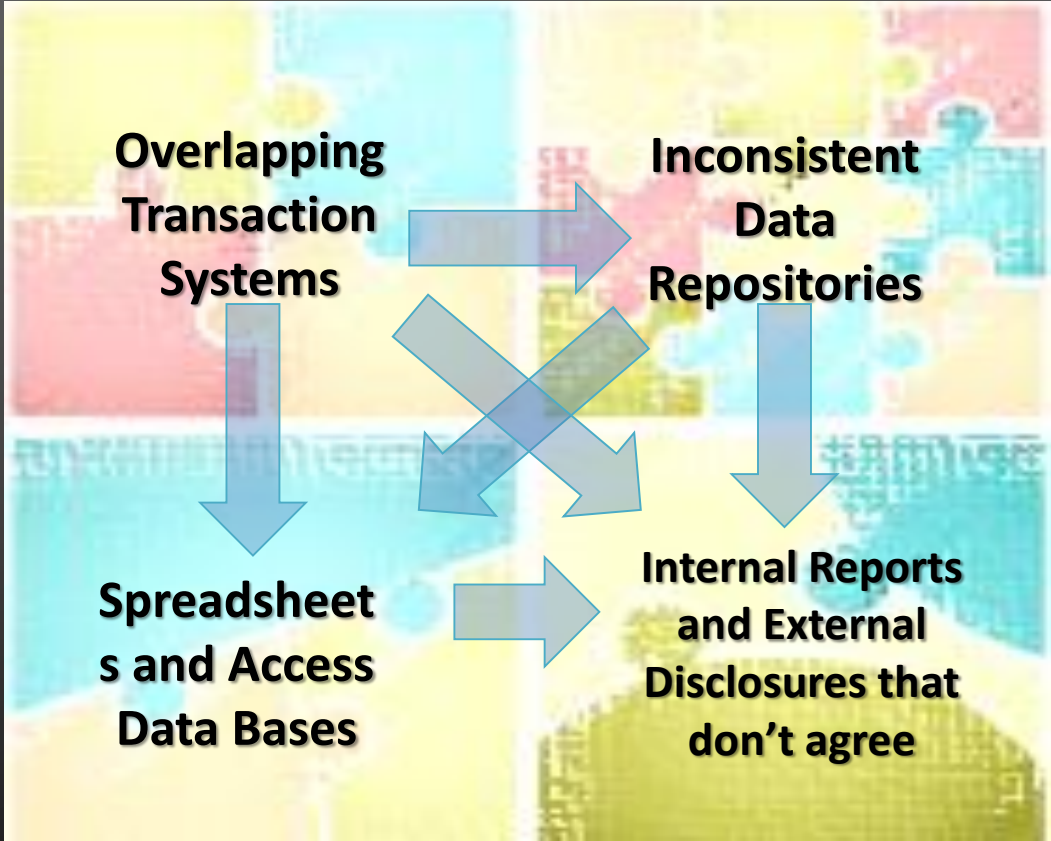 Overlapping
Transaction
Systems
Inconsistent
Data
Repositories
Spreadsheet
s and Access
Data Bases
Internal Reports
and External
Disclosures that
don’t agree